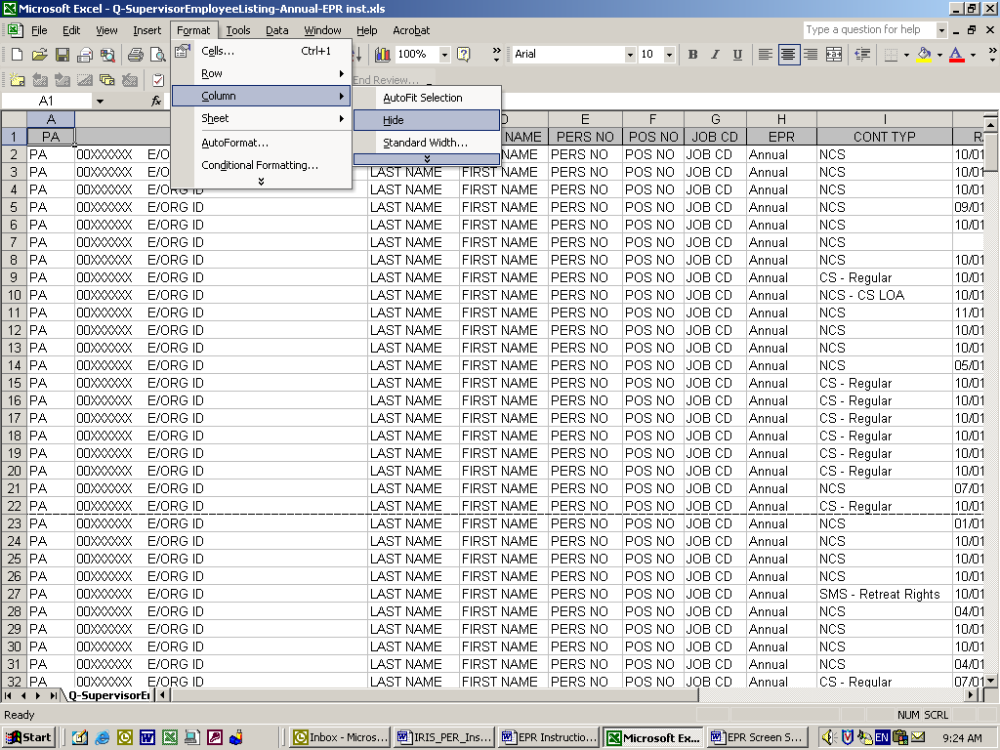 Microsoft Excel - Q-SupervisorEmployeeListing-Annual-EPR inst.xls
File Edit View Insert Format Tools Data Window Help Acrobat Type a question for help
100% Arial 10 B I U
End Review...
A1 fx
Cells... Ctrl+1
Row
Column
Sheet
AutoFormat...
Conditional Formatting...
AutoFit Selection
Hide
Standard Width...
A D E F G H I
1 PA NAME PERS NO POS NO JOB CD EPR CONT TYP R
2 PA 00XXXXXX E/O NAME PERS NO POS NO JOB CD Annual NCS 10/01
3 PA 00XXXXXX E/O LAST NAME FIRST NAME PERS NO POS NO JOB CD Annual NCS 10/01
4 PA 00XXXXXX E/ORG ID LAST NAME FIRST NAME PERS NO POS NO JOB CD Annual NCS 10/01
5 PA 00XXXXXX E/ORG ID LAST NAME FIRST NAME PERS NO POS NO JOB CD Annual NCS 09/01
6 PA 00XXXXXX E/ORG ID LAST NAME FIRST NAME PERS NO POS NO JOB CD Annual NCS 10/01
7 PA 00XXXXXX E/ORG ID LAST NAME FIRST NAME PERS NO POS NO JOB CD Annual NCS
8 PA 00XXXXXX E/ORG ID LAST NAME FIRST NAME PERS NO POS NO JOB CD Annual NCS 10/01
9 PA 00XXXXXX E/ORG ID LAST NAME FIRST NAME PERS NO POS NO JOB CD Annual CS - Regular 10/01
10 PA 00XXXXXX E/ORG ID LAST NAME FIRST NAME PERS NO POS NO JOB CD Annual NCS - CS LOA 10/01
11 PA 00XXXXXX E/ORG ID LAST NAME FIRST NAME PERS NO POS NO JOB CD Annual NCS 11/01
12 PA 00XXXXXX E/ORG ID LAST NAME FIRST NAME PERS NO POS NO JOB CD Annual NCS 10/01
13 PA 00XXXXXX E/ORG ID LAST NAME FIRST NAME PERS NO POS NO JOB CD Annual NCS 10/01
14 PA 00XXXXXX E/ORG ID LAST NAME FIRST NAME PERS NO POS NO JOB CD Annual NCS 05/01
15 PA 00XXXXXX E/ORG ID LAST NAME FIRST NAME PERS NO POS NO JOB CD Annual CS - Regular 10/01
16 PA 00XXXXXX E/ORG ID LAST NAME FIRST NAME PERS NO POS NO JOB CD Annual CS - Regular 10/01
17 PA 00XXXXXX E/ORG ID LAST NAME FIRST NAME PERS NO POS NO JOB CD Annual CS - Regular 10/01
18 PA 00XXXXXX E/ORG ID LAST NAME FIRST NAME PERS NO POS NO JOB CD Annual CS - Regular 10/01
19 PA 00XXXXXX E/ORG ID LAST NAME FIRST NAME PERS NO POS NO JOB CD Annual CS - Regular 10/01
20 PA 00XXXXXX E/ORG ID LAST NAME FIRST NAME PERS NO POS NO JOB CD Annual CS - Regular 10/01
21 PA 00XXXXXX E/ORG ID LAST NAME FIRST NAME PERS NO POS NO JOB CD Annual NCS 07/01
22 PA 00XXXXXX E/ORG ID LAST NAME FIRST NAME PERS NO POS NO JOB CD Annual CS - Regular 10/01
23 PA 00XXXXXX E/ORG ID LAST NAME FIRST NAME PERS NO POS NO JOB CD Annual NCS 01/01
24 PA 00XXXXXX E/ORG ID LAST NAME FIRST NAME PERS NO POS NO JOB CD Annual NCS 10/01
25 PA 00XXXXXX E/ORG ID LAST NAME FIRST NAME PERS NO POS NO JOB CD Annual NCS 10/01
26 PA 00XXXXXX E/ORG ID LAST NAME FIRST NAME PERS NO POS NO JOB CD Annual NCS 10/01
27 PA 00XXXXXX E/ORG ID LAST NAME FIRST NAME PERS NO POS NO JOB CD Annual SMS - Retreat Rights 10/01
28 PA 00XXXXXX E/ORG ID LAST NAME FIRST NAME PERS NO POS NO JOB CD Annual NCS 04/01
29 PA 00XXXXXX E/ORG ID LAST NAME FIRST NAME PERS NO POS NO JOB CD Annual NCS 10/01
30 PA 00XXXXXX E/ORG ID LAST NAME FIRST NAME PERS NO POS NO JOB CD Annual NCS 10/01
31 PA 00XXXXXX E/ORG ID LAST NAME FIRST NAME PERS NO POS NO JOB CD Annual NCS 04/01
32 PA 00XXXXXX E/ORG ID LAST NAME FIRST NAME PERS NO POS NO JOB CD Annual CS - Regular 07/01
Q-SupervisorEr
Ready NUM SCRL
Start Inbox - Micros... IRIS_PER_Ins... EPR Instructio... Microsoft Ex... EPR Screen S... EN 9:24 AM